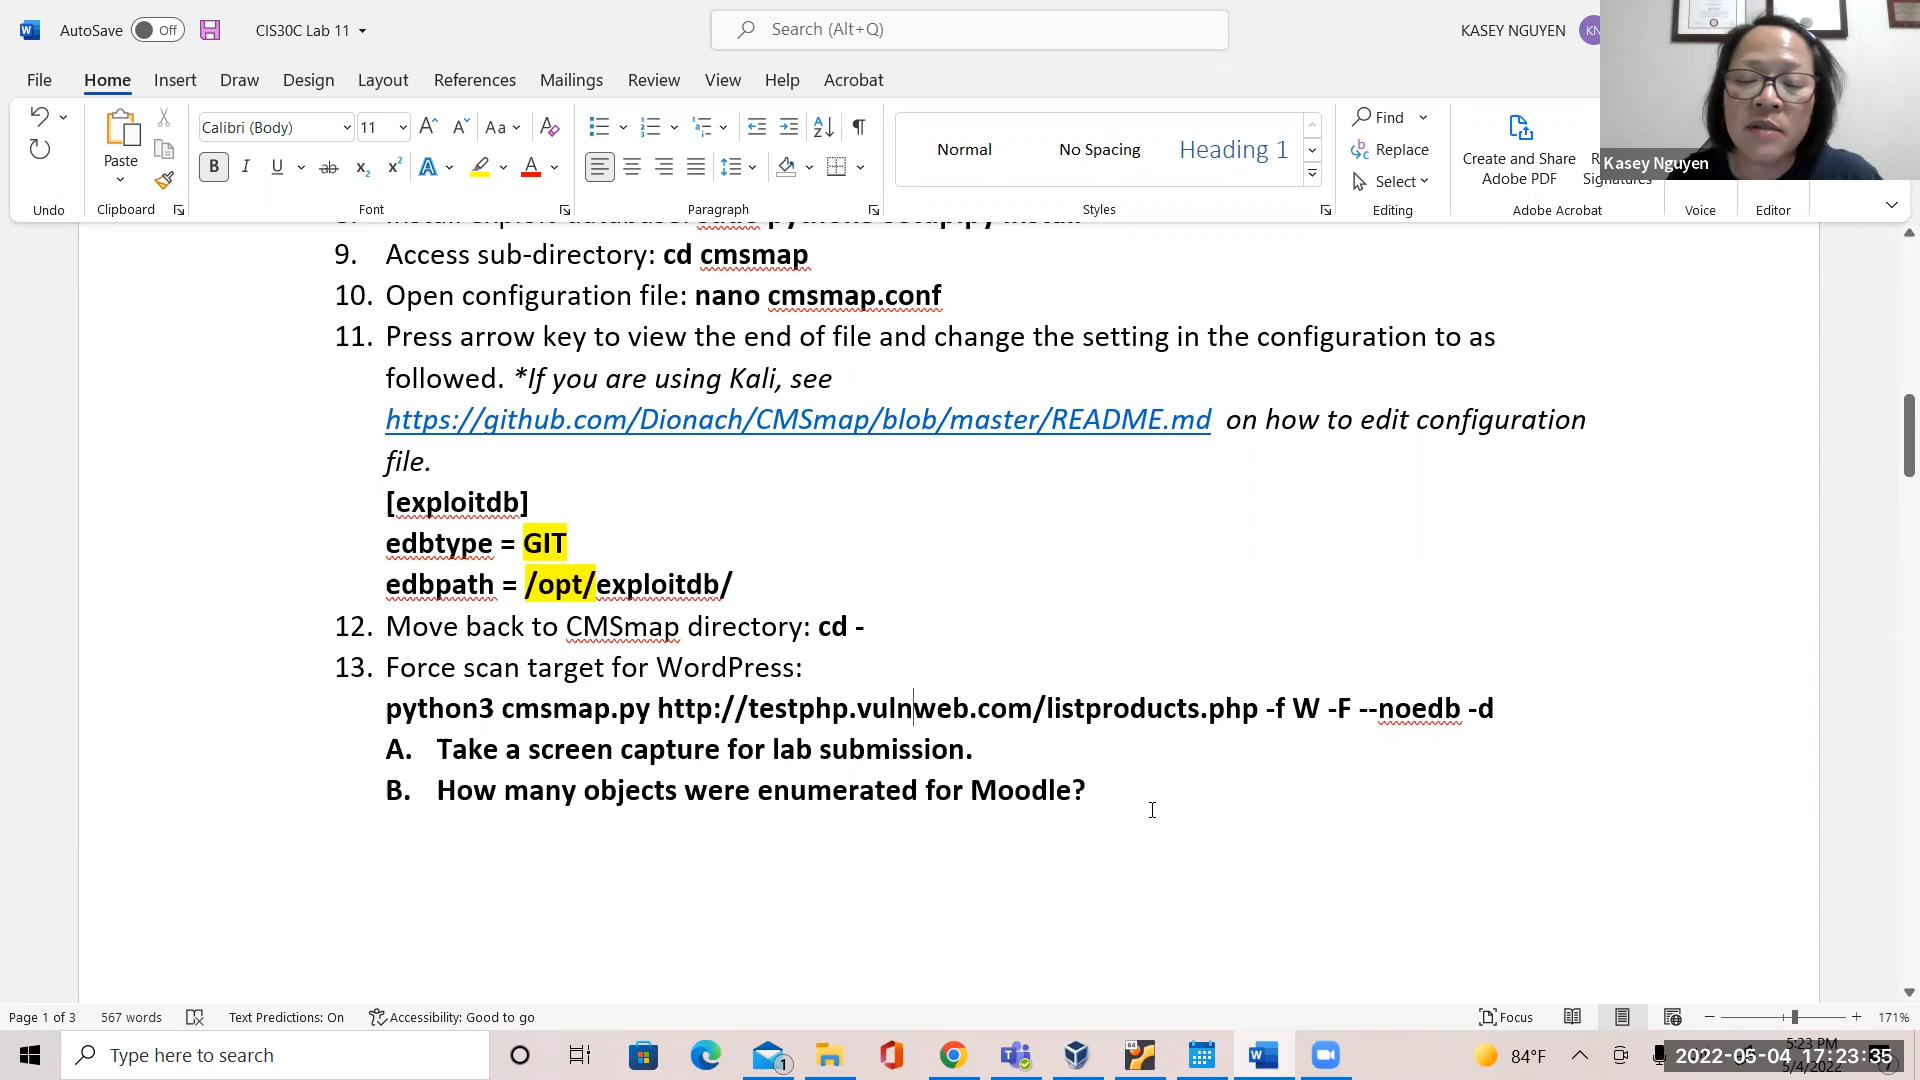 AutoSave Off CIS30C Lab 11 Search (Alt+Q) KASEY NGUYEN KN
File Home Insert Draw Design Layout References Mailings Review View Help Acrobat
Paste
Calibri (Body) 11
Normal No Spacing Heading 1
Find
Replace
Select
Create and Share
Adobe PDF
Kasey Nguyen
Signatures
Undo Clipboard Font Paragraph Styles Editing Adobe Acrobat Voice Editor
9. Access sub-directory: cd cmsmap
10. Open configuration file: nano cmsmap.conf
11. Press arrow key to view the end of file and change the setting in the configuration to as
followed. *If you are using Kali, see
https://github.com/Dionach/CMSmap/blob/master/README.md on how to edit configuration
file.
[exploitdb]
edbtype = GIT
edbpath = /opt/exploitdb/
12. Move back to CMSmap directory: cd -
13. Force scan target for WordPress:
python3 cmsmap.py http://testphp.vulnweb.com/listproducts.php -f W -F --noedb -d
A. Take a screen capture for lab submission.
B. How many objects were enumerated for Moodle?
Page 1 of 3 567 words Text Predictions: On Accessibility: Good to go Focus 171%
Type here to search 1 64 84°F 2022-05-04 17:23:35